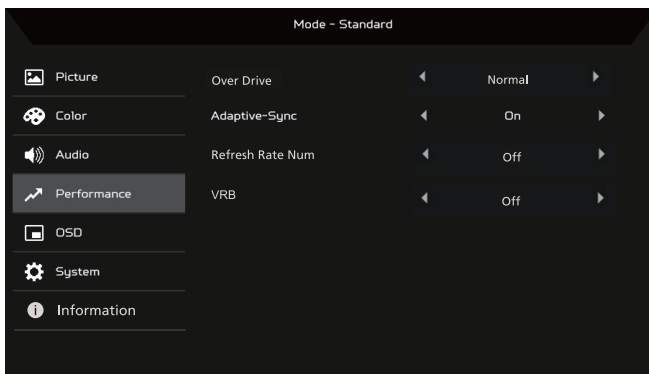 Mode - Standard
Picture
Over Drive Normal
Color
Adaptive-Sync On
Audio
Refresh Rate Num Off
Performance
VRB Off
OSD
System
Information